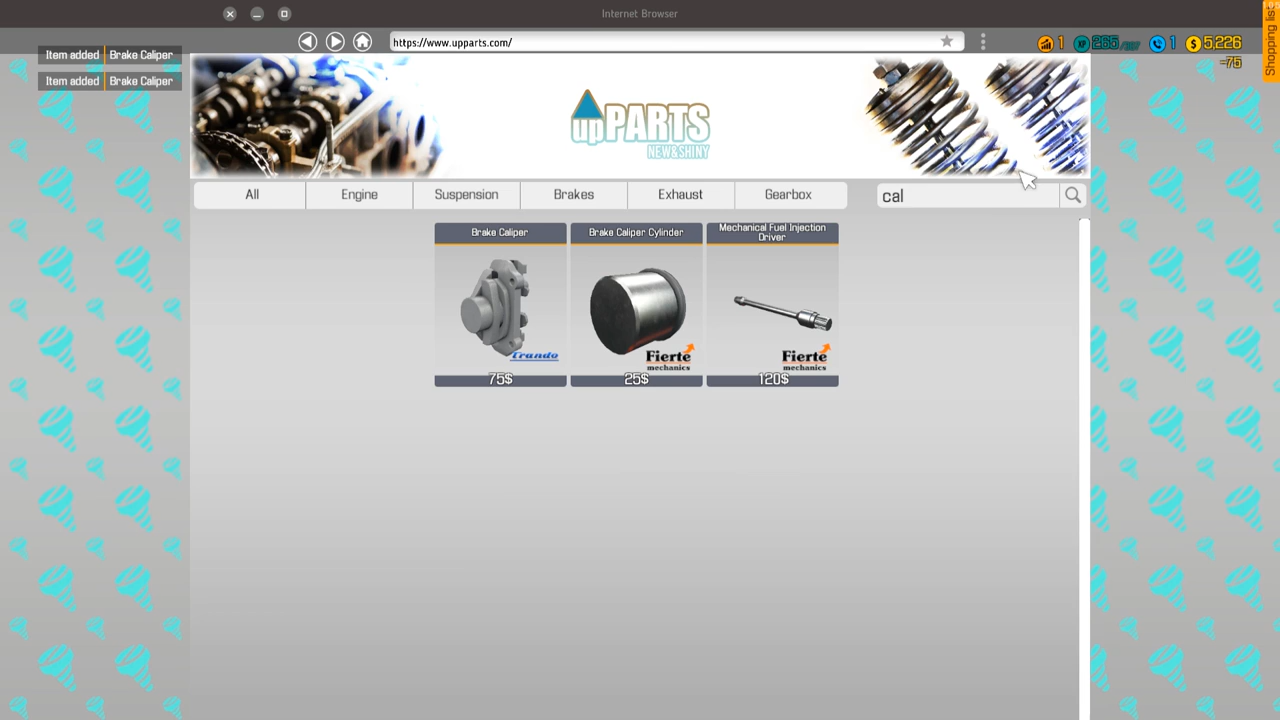 Internet Browser
https://www.upparts.com/
1
265/
1
$ 5,226
-75
Shopping list
Item added Brake Caliper
Item added Brake Caliper
upPARTS
NEW&SHINY
All
Engine
Suspension
Brakes
Exhaust
Gearbox
cal
Brake Caliper
Brake Caliper Cylinder
Mechanical Fuel Injection
Driver
Trando
Fierte
mechanics
Fierte
mechanics
75$
25$
120$